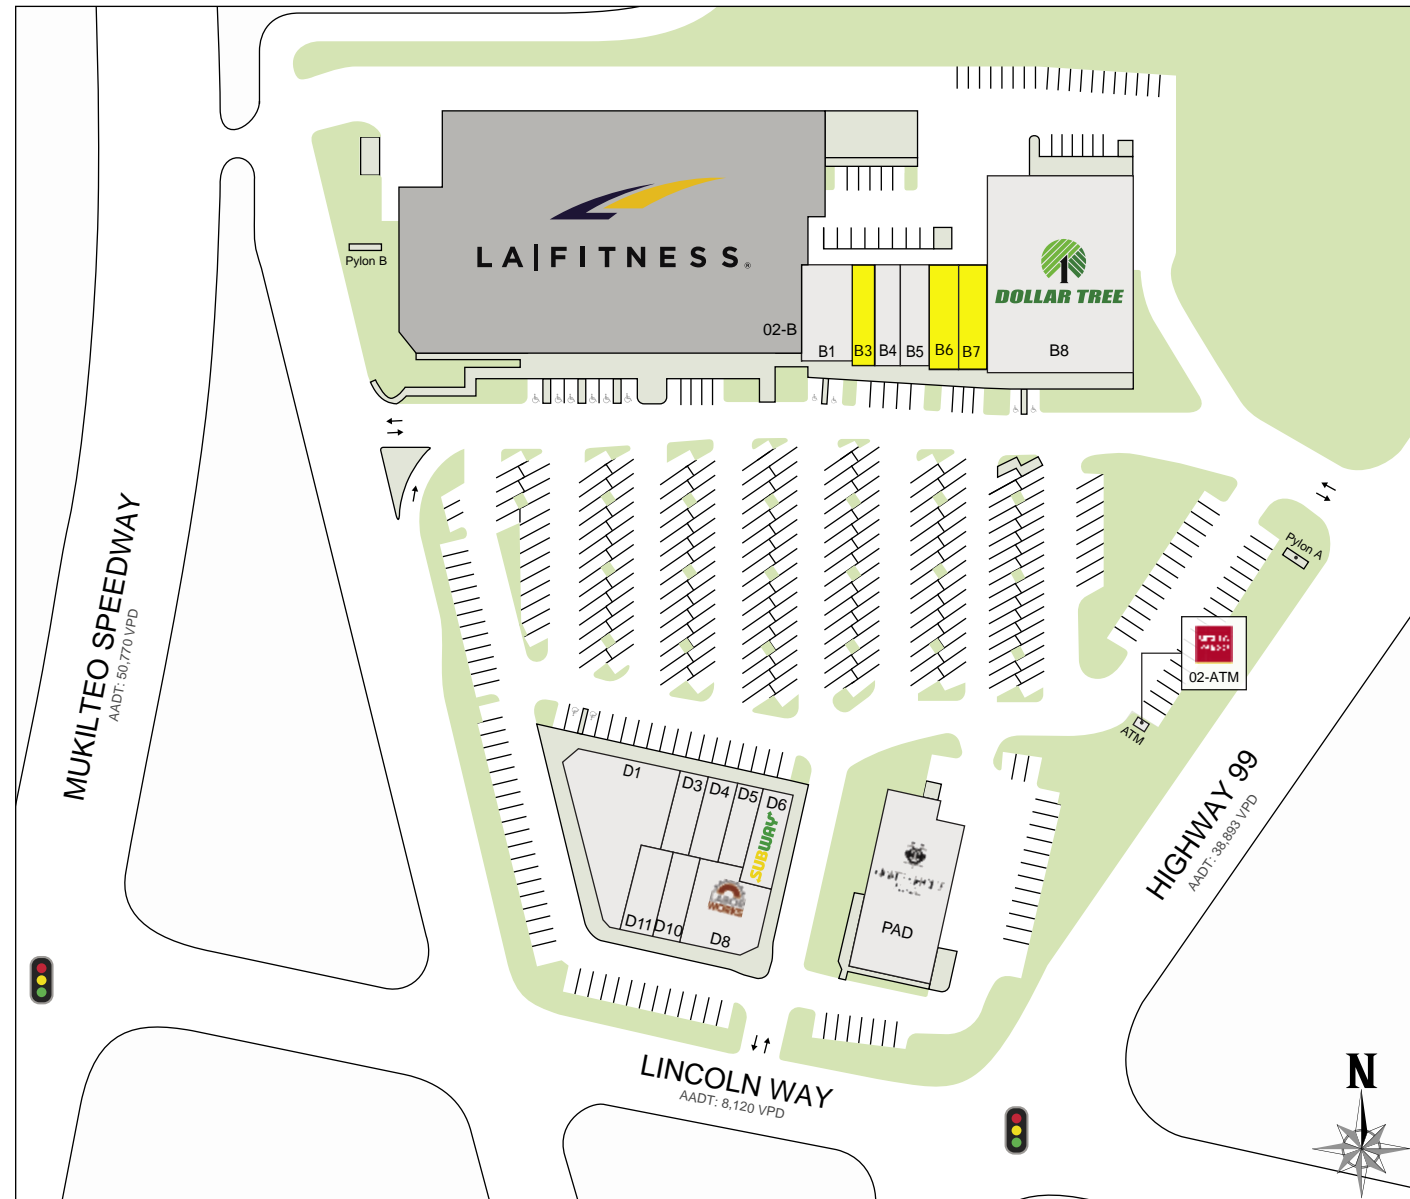 LA|FITNESS®
DOLLAR TREE
Pylon B
02-B
B1
B3
B4
B5
B6
B7
B8
Pylon A
02-ATM
ATM
MUKILTEO SPEEDWAY
AADT: 50,770 VPD
D1
D3
D4
D5
D6
SUBWAY
LABOR
WORKS
D11
D10
D8
PAD
HIGHWAY 99
AADT: 38,893 VPD
LINCOLN WAY
AADT: 8,120 VPD
N